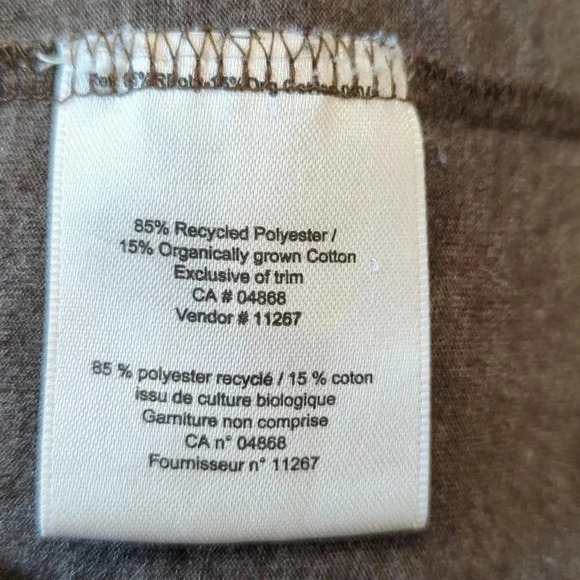 85% Recycled Polyester /
15% Organically grown Cotton
Exclusive of trim
CA # 04868
Vendor # 11267
85 % polyester recyclé / 15 % coton
issu de culture biologique
Garniture non comprise
CA n° 04868
Fournisseur n° 11267